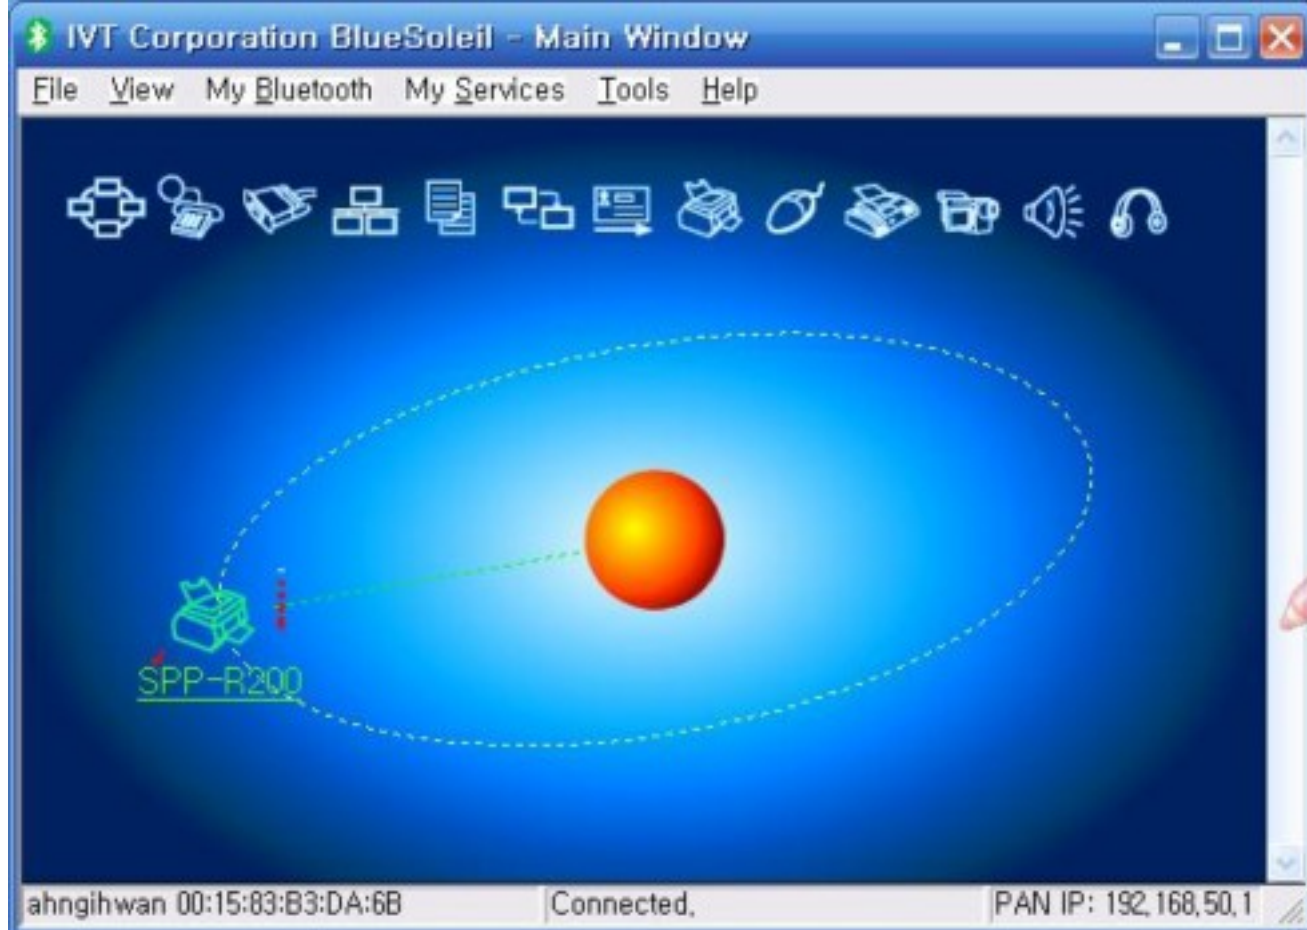 IVT Corporation BlueSoleil - Main Window
File View My Bluetooth My Services Tools Help
SPP-R200
ahngihwan 00:15:83:B3:DA:6B Connected, PAN IP: 192,168,50,1